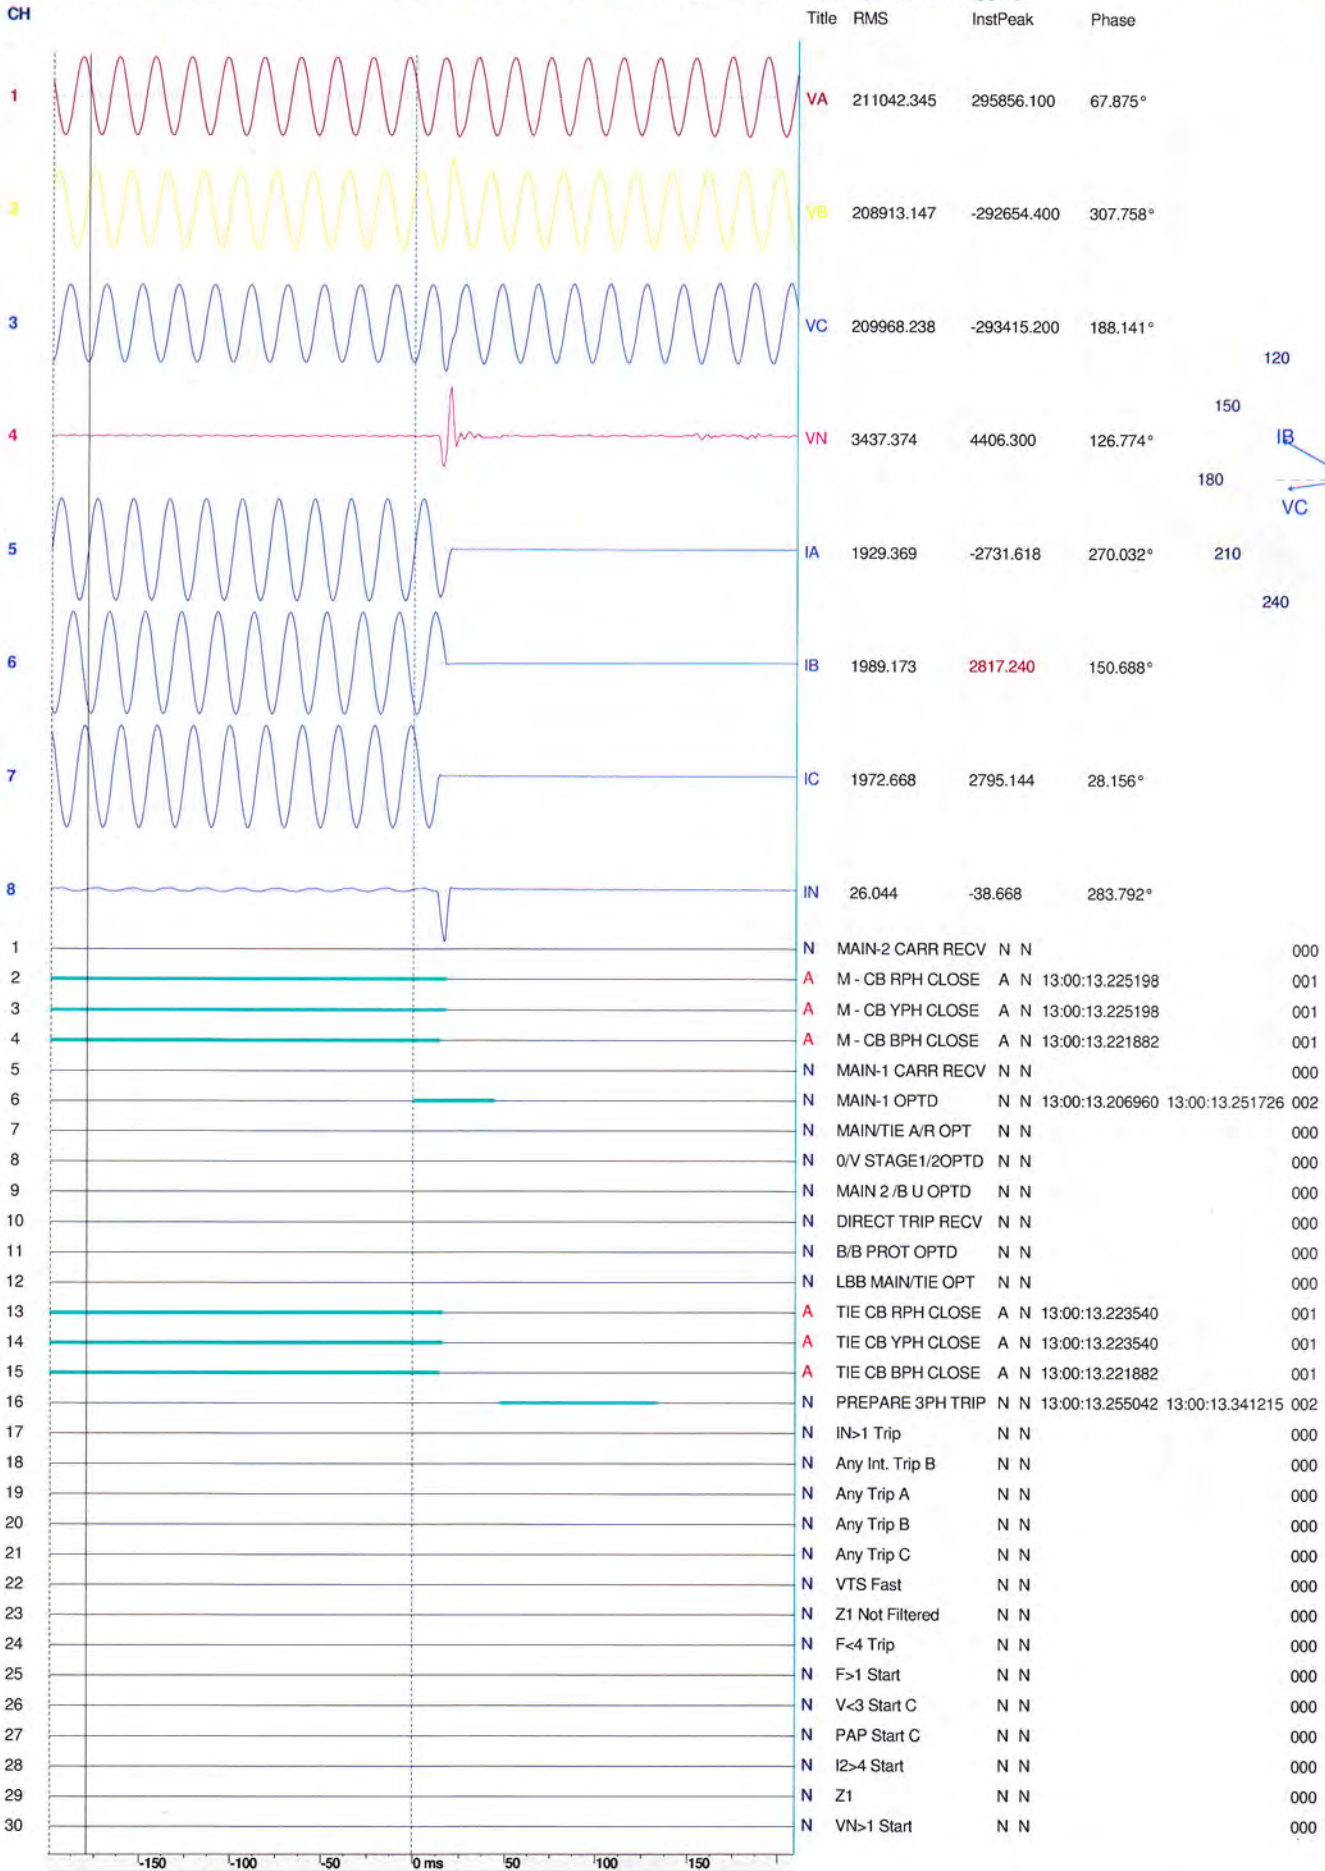 CH
Title RMS InstPeak Phase
1 VA 211042.345 295856.100 67.875°
2 VB 208913.147 -292654.400 307.758°
3 VC 209968.238 -293415.200 188.141°
120
150
4 VN 3437.374 4406.300 126.774°
IB
180
VC
5 IA 1929.369 -2731.618 270.032° 210
240
6 IB 1989.173 2817.240 150.688°
7 IC 1972.668 2795.144 28.156°
8 IN 26.044 -38.668 283.792°
1 N MAIN-2 CARR RECV N N 000
2 A M - CB RPH CLOSE A N 13:00:13.225198 001
3 A M - CB YPH CLOSE A N 13:00:13.225198 001
4 A M - CB BPH CLOSE A N 13:00:13.221882 001
5 N MAIN-1 CARR RECV N N 000
6 N MAIN-1 OPTD N N 13:00:13.206960 13:00:13.251726 002
7 N MAIN/TIE A/R OPT N N 000
8 N 0/V STAGE1/2OPTD N N 000
9 N MAIN 2 /B U OPTD N N 000
10 N DIRECT TRIP RECV N N 000
11 N B/B PROT OPTD N N 000
12 N LBB MAIN/TIE OPT N N 000
13 A TIE CB RPH CLOSE A N 13:00:13.223540 001
14 A TIE CB YPH CLOSE A N 13:00:13.223540 001
15 A TIE CB BPH CLOSE A N 13:00:13.221882 001
16 N PREPARE 3PH TRIP N N 13:00:13.255042 13:00:13.341215 002
17 N IN>1 Trip N N 000
18 N Any Int. Trip B N N 000
19 N Any Trip A N N 000
20 N Any Trip B N N 000
21 N Any Trip C N N 000
22 N VTS Fast N N 000
23 N Z1 Not Filtered N N 000
24 N F<4 Trip N N 000
25 N F>1 Start N N 000
26 N V<3 Start C N N 000
27 N PAP Start C N N 000
28 N I2>4 Start N N 000
29 N Z1 N N 000
30 N VN>1 Start N N 000
-150 -100 -50 0 ms 50 100 150